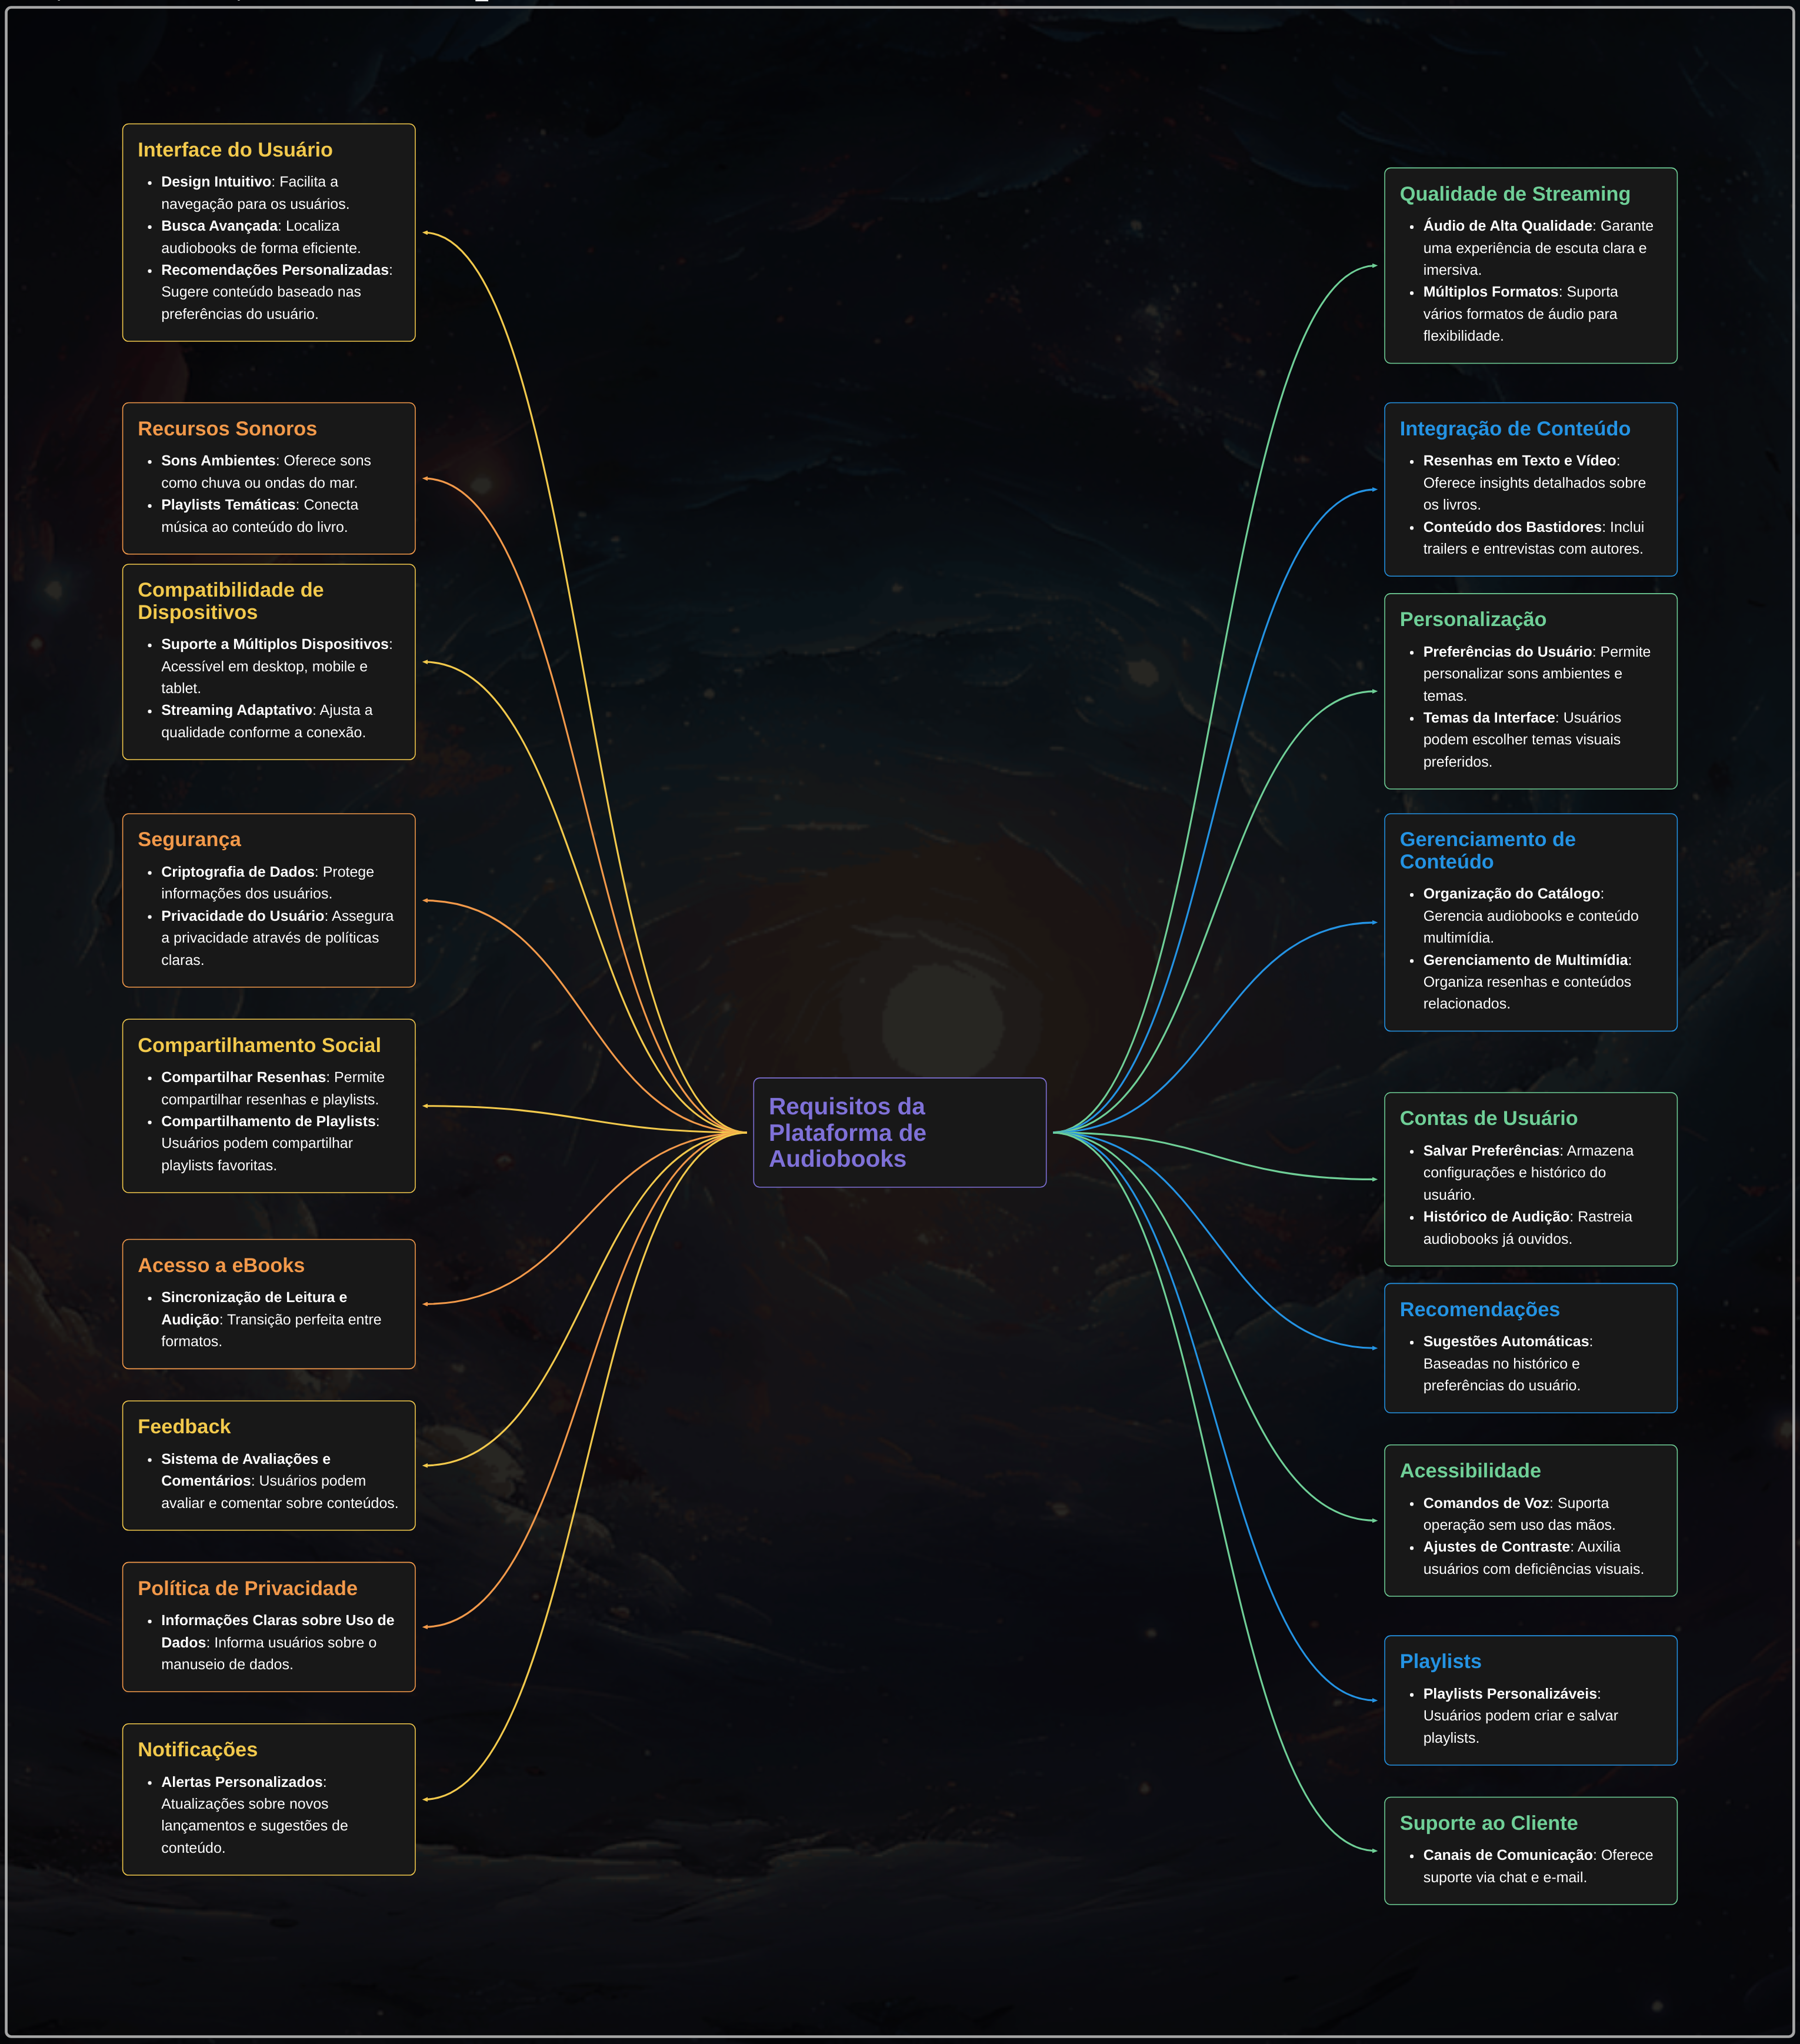 Interface do Usuário
• Design Intuitivo: Facilita a
navegação para os usuários.
• Busca Avançada: Localiza
audiobooks de forma eficiente.
• Recomendações Personalizadas:
Sugere conteúdo baseado nas
preferências do usuário.
Recursos Sonoros
• Sons Ambientes: Oferece sons
como chuva ou ondas do mar.
• Playlists Temáticas: Conecta
música ao conteúdo do livro.
Compatibilidade de
Dispositivos
• Suporte a Múltiplos Dispositivos:
Acessível em desktop, mobile e
tablet.
• Streaming Adaptativo: Ajusta a
qualidade conforme a conexão.
Segurança
• Criptografia de Dados: Protege
informações dos usuários.
• Privacidade do Usuário: Assegura
a privacidade através de políticas
claras.
Compartilhamento Social
• Compartilhar Resenhas: Permite
compartilhar resenhas e playlists.
• Compartilhamento de Playlists:
Usuários podem compartilhar
playlists favoritas.
Acesso a eBooks
• Sincronização de Leitura e
Audição: Transição perfeita entre
formatos.
Feedback
• Sistema de Avaliações e
Comentários: Usuários podem
avaliar e comentar sobre conteúdos.
Política de Privacidade
• Informações Claras sobre Uso de
Dados: Informa usuários sobre o
manuseio de dados.
Notificações
• Alertas Personalizados:
Atualizações sobre novos
lançamentos e sugestões de
conteúdo.
Requisitos da
Plataforma de
Audiobooks
Qualidade de Streaming
• Áudio de Alta Qualidade: Garante
uma experiência de escuta clara e
imersiva.
• Múltiplos Formatos: Suporta
vários formatos de áudio para
flexibilidade.
Integração de Conteúdo
• Resenhas em Texto e Vídeo:
Oferece insights detalhados sobre
os livros.
• Conteúdo dos Bastidores: Inclui
trailers e entrevistas com autores.
Personalização
• Preferências do Usuário: Permite
personalizar sons ambientes e
temas.
• Temas da Interface: Usuários
podem escolher temas visuais
preferidos.
Gerenciamento de
Conteúdo
• Organização do Catálogo:
Gerencia audiobooks e conteúdo
multimídia.
• Gerenciamento de Multimídia:
Organiza resenhas e conteúdos
relacionados.
Contas de Usuário
• Salvar Preferências: Armazena
configurações e histórico do
usuário.
• Histórico de Audição: Rastreia
audiobooks já ouvidos.
Recomendações
• Sugestões Automáticas:
Baseadas no histórico e
preferências do usuário.
Acessibilidade
• Comandos de Voz: Suporta
operação sem uso das mãos.
• Ajustes de Contraste: Auxilia
usuários com deficiências visuais.
Playlists
• Playlists Personalizáveis:
Usuários podem criar e salvar
playlists.
Suporte ao Cliente
• Canais de Comunicação: Oferece
suporte via chat e e-mail.